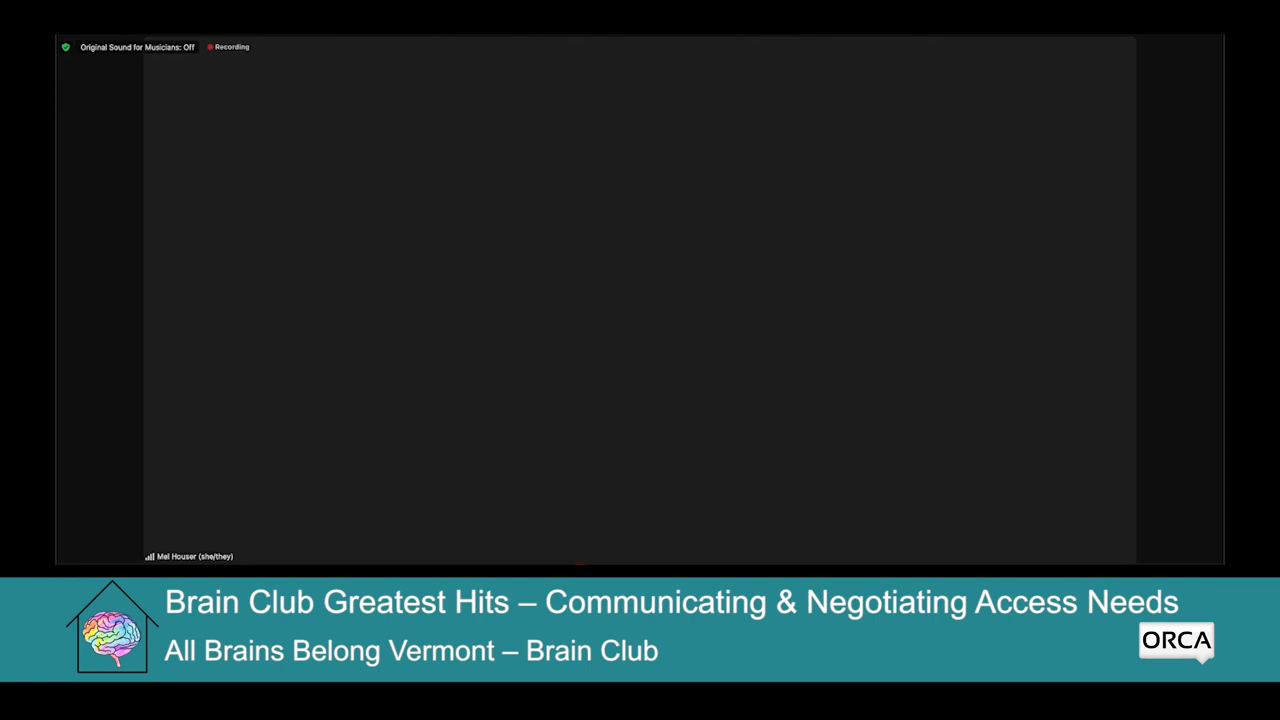 Original Sound for Musicians: Off
Recording
Mel Houser (she/they)
Brain Club Greatest Hits – Communicating & Negotiating Access Needs
All Brains Belong Vermont – Brain Club
ORCA